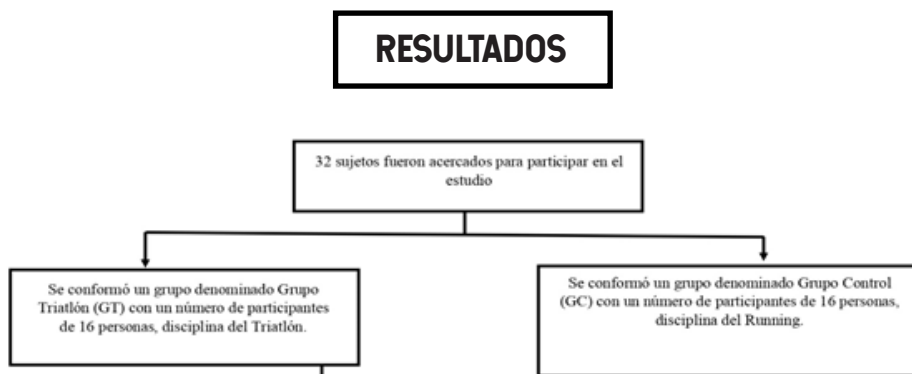 RESULTADOS
32 sujetos fueron acercados para participar en el
estudio
Se conformó un grupo denominado Grupo
Triatlón (GT) con un número de participantes
de 16 personas, disciplina del Triatlón.
Se conformó un grupo denominado Grupo Control
(GC) con un número de participantes de 16 personas,
disciplina del Running.